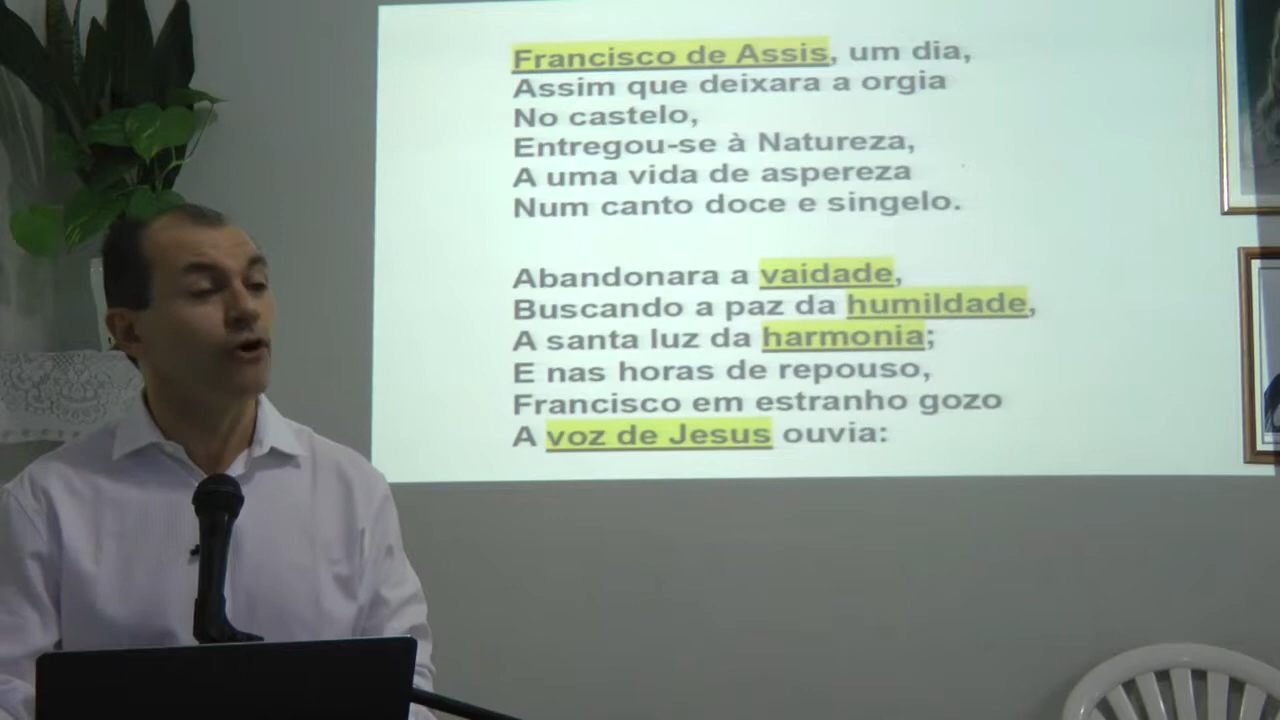 Francisco de Assis, um dia,
Assim que deixara a orgia
No castelo,
Entregou-se à Natureza,
A uma vida de aspereza
Num canto doce e singelo.
Abandonara a vaidade,
Buscando a paz da humildade,
A santa luz da harmonia;
E nas horas de repouso,
Francisco em estranho gozo
A voz de Jesus ouvia: